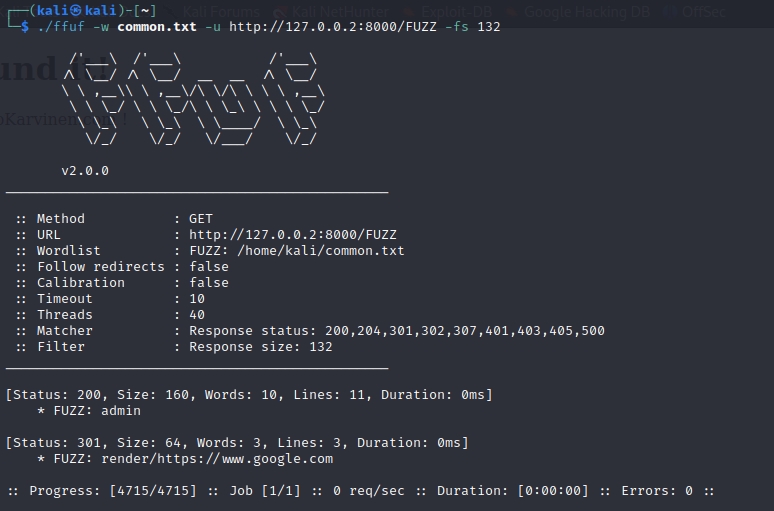 (kali㉿kali)-[~]
$ ./ffuf -w common.txt -u http://127.0.0.2:8000/FUZZ -fs 132
v2.0.0
:: Method : GET
:: URL : http://127.0.0.2:8000/FUZZ
:: Wordlist : FUZZ: /home/kali/common.txt
:: Follow redirects : false
:: Calibration : false
:: Timeout : 10
:: Threads : 40
:: Matcher : Response status: 200,204,301,302,307,401,403,405,500
:: Filter : Response size: 132
[Status: 200, Size: 160, Words: 10, Lines: 11, Duration: 0ms]
* FUZZ: admin
[Status: 301, Size: 64, Words: 3, Lines: 3, Duration: 0ms]
* FUZZ: render/https://www.google.com
:: Progress: [4715/4715] :: Job [1/1] :: 0 req/sec :: Duration: [0:00:00] :: Errors: 0 ::
Kali Forums
Kali NetHunter
Exploit-DB
Google Hacking DB
OffSec